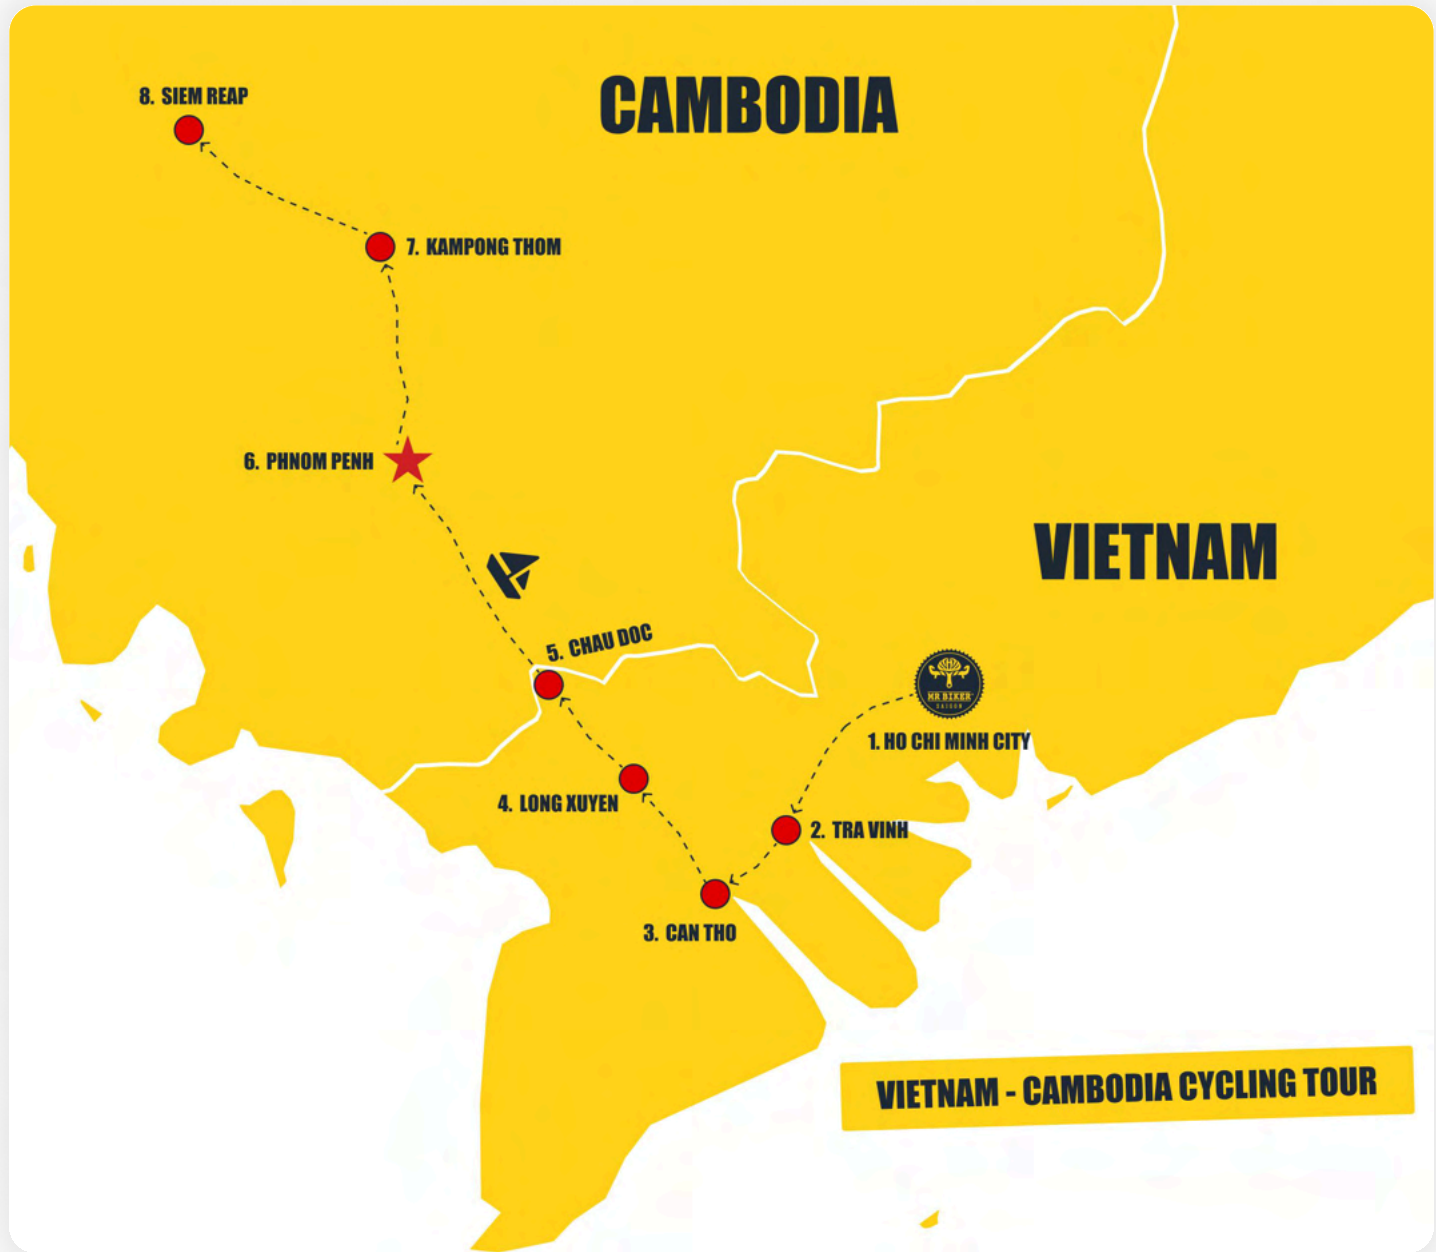 8. SIEM REAP
CAMBODIA
7. KAMPONG THOM
6. PHNOM PENH
VIETNAM
5. CHAU DOC
MR BIKER
SAIGON
1. HO CHI MINH CITY
4. LONG XUYEN
2. TRA VINH
3. CAN THO
VIETNAM - CAMBODIA CYCLING TOUR